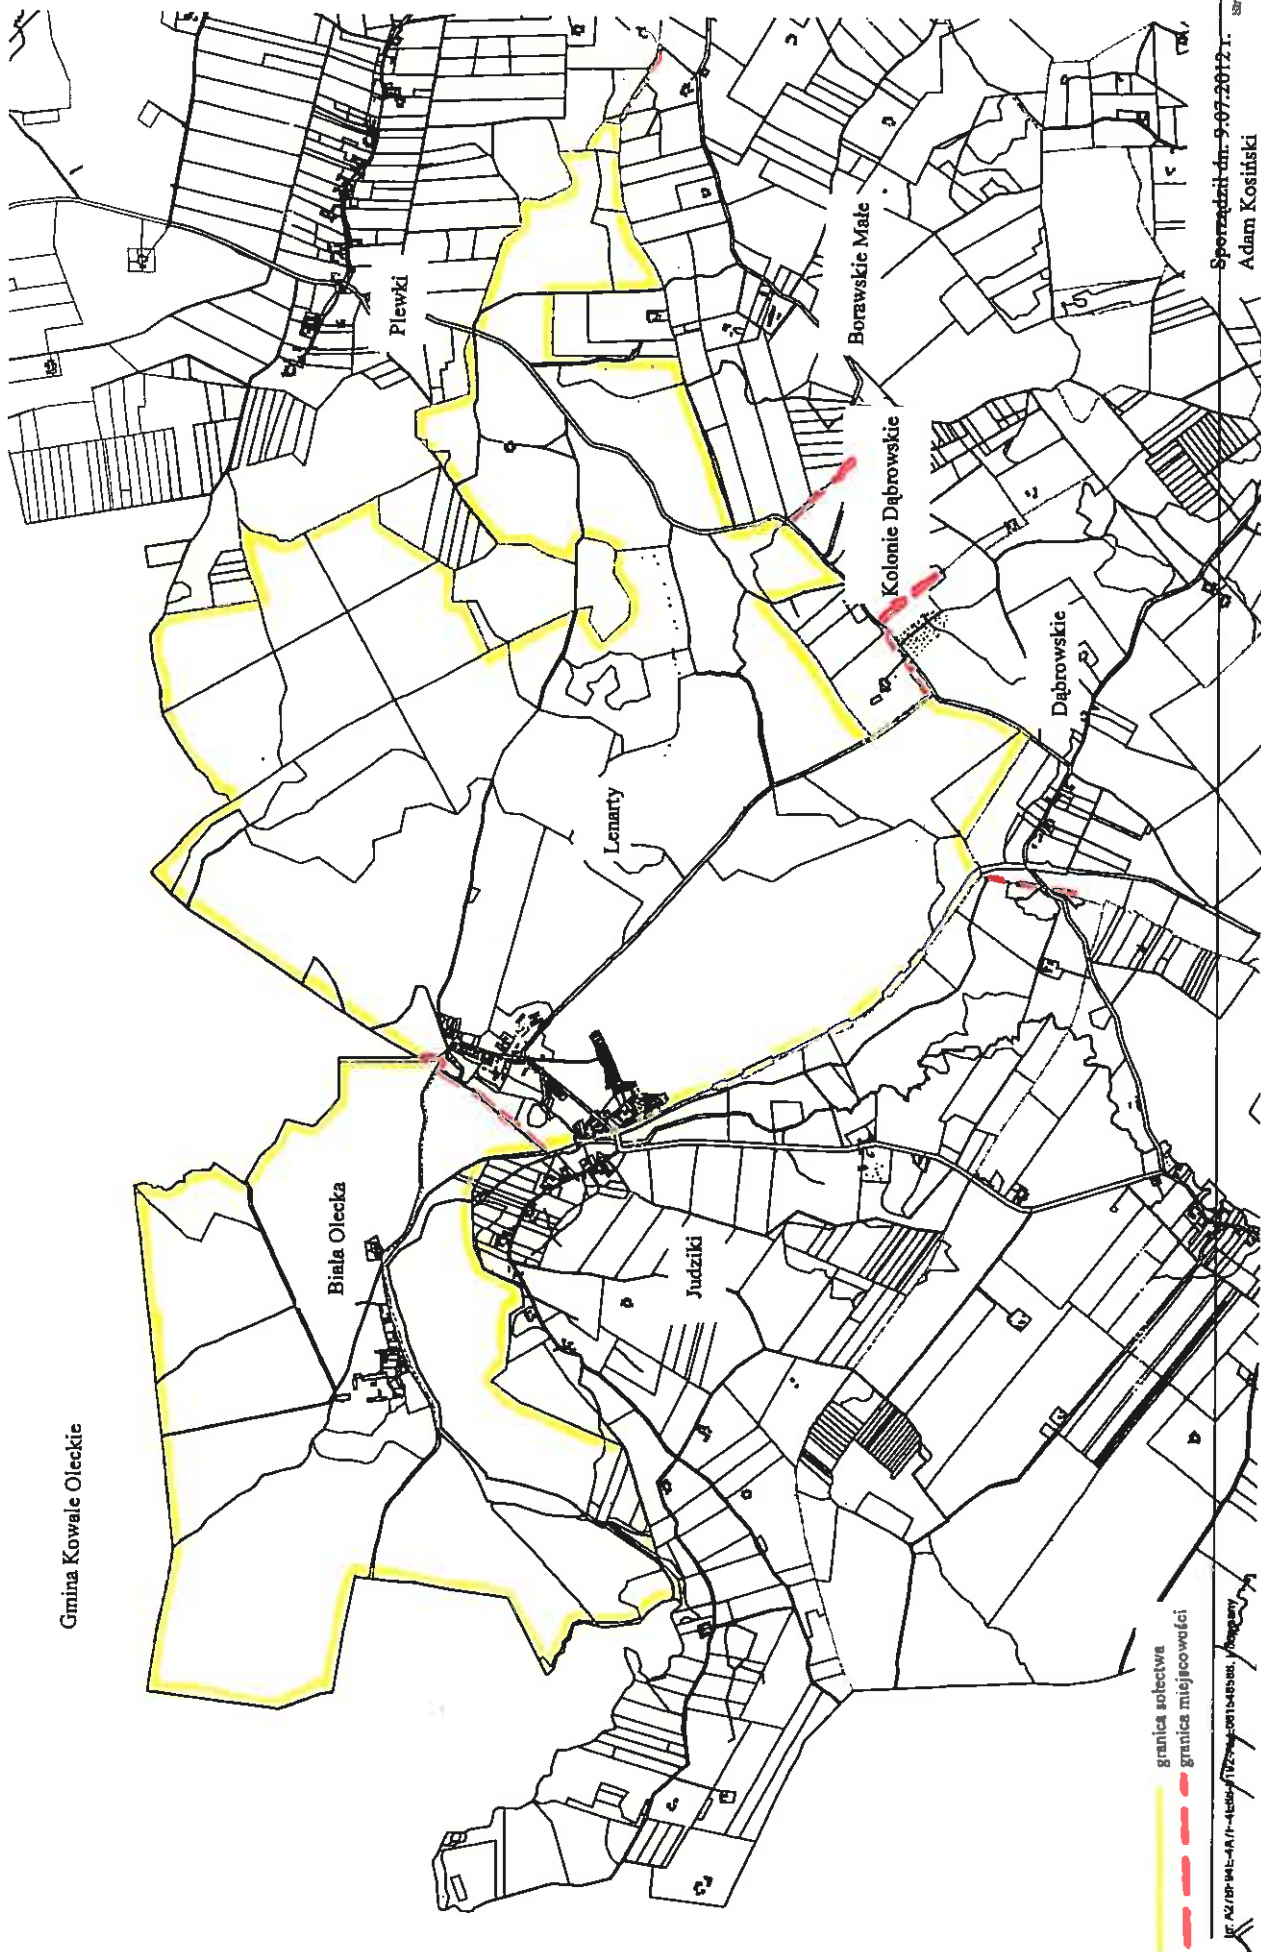 Gmina Kowale Oleckie
Plewki
Biała Olecka
Lenarty
Borawskie Małe
Kolonie Dąbrowskie
Judziki
Dąbrowskie
granica sołectwa
granica miejscowości
Sporządził dn. 9.07.2012 r.
Adam Kosiński